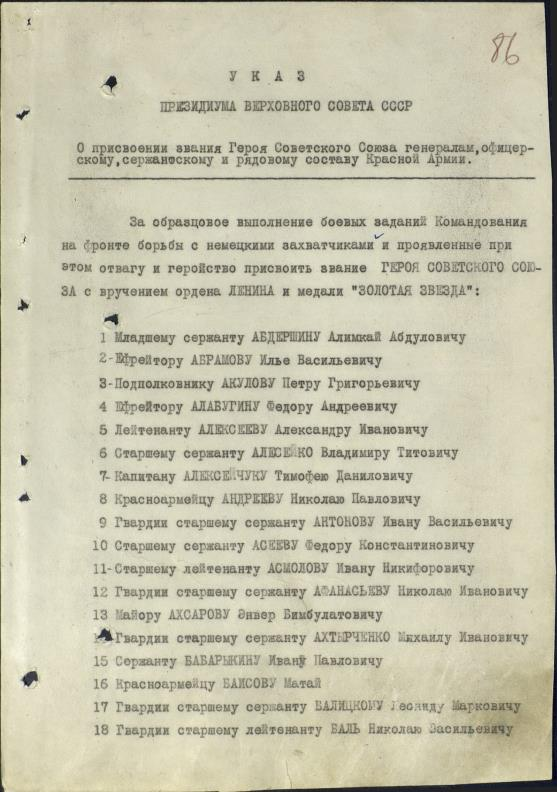 86
У К А З
ПРЕЗИДИУМА ВЕРХОВНОГО СОВЕТА СССР
О присвоении звания Героя Советского Союза генералам,офицер-
скому,сержантскому и рядовому составу Красной Армии.
За образцовое выполнение боевых заданий Командования
на фронте борьбы с немецкими захватчиками и проявленные при
этом отвагу и геройство присвоить звание ГЕРОЯ СОВЕТСКОГО СОЮ-
ЗА с вручением ордена ЛЕНИНА и медали "ЗОЛОТАЯ ЗВЕЗДА":
1 Младшему сержанту АБДЕРШИНУ Алимкай Абдуловичу
2-Ефрейтору АБРАМОВУ Илье Васильевичу
3-Подполковнику АКУЛОВУ Петру Григорьевичу
4 Ефрейтору АЛАБУГИНУ Федору Андреевичу
5 Лейтенанту АЛЕКСЕЕВУ Александру Ивановичу
6 Старшему сержанту АЛЕСЕЙКО Владимиру Титовичу
7-Капитану АЛЕКСЕЙЧУКУ Тимофею Даниловичу
8 Красноармейцу АНДРЕЕВУ Николаю Павловичу
9 Гвардии старшему сержанту АНТОНОВУ Ивану Васильевичу
10 Старшему сержанту АСЕЕВУ Федору Константиновичу
11-Старшему лейтенанту АСМОЛОВУ Ивану Никифоровичу
12 Гвардии старшему сержанту АФАНАСЬЕВУ Николаю Ивановичу
13 Майору АХСАРОВУ Энвер Бимбулатовичу
Гвардии старшему сержанту АХТЫРЧЕНКО Михаилу Ивановичу
15 Сержанту БАБАРЫКИНУ Ивану Павловичу
16 Красноармейцу БАИСОВУ Матай
17 Гвардии старшему сержанту БАЛИЦКОМУ Марковичу
18 Гвардии старшему лейтенанту БАЛЬ Николаю Васильевичу